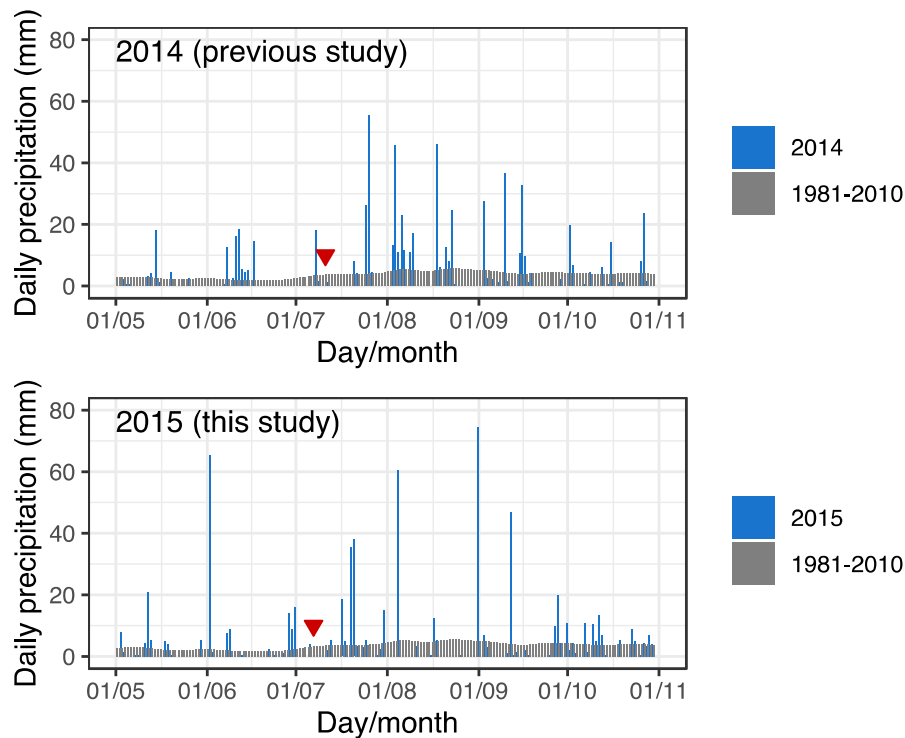 Daily precipitation (mm)
80
60
40
20
0
2014 (previous study)
01/05 01/06 01/07 01/08 01/09 01/10 01/11
Day/month
2014
1981-2010
Daily precipitation (mm)
80
60
40
20
0
2015 (this study)
01/05 01/06 01/07 01/08 01/09 01/10 01/11
Day/month
2015
1981-2010